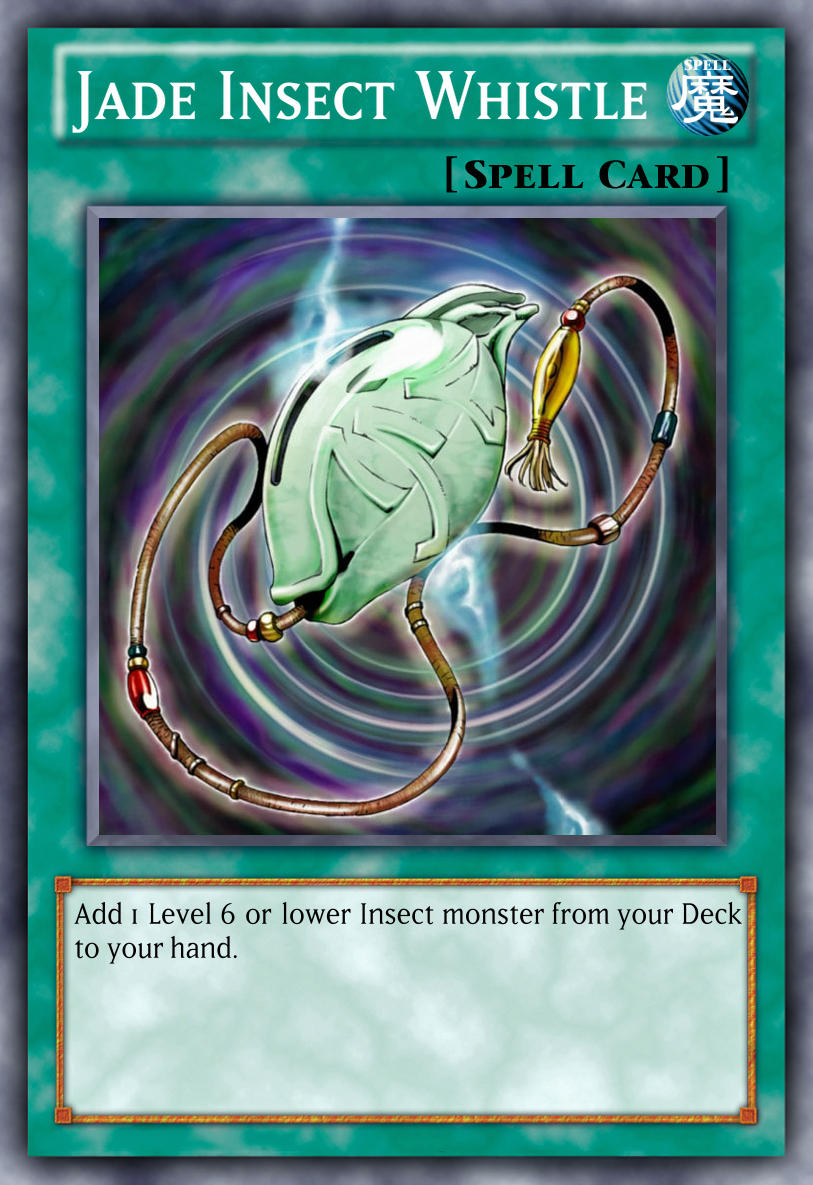 Jade Insect Whistle
SPELL
魔
[Spell Card]
Add 1 Level 6 or lower Insect monster from your Deck
to your hand.